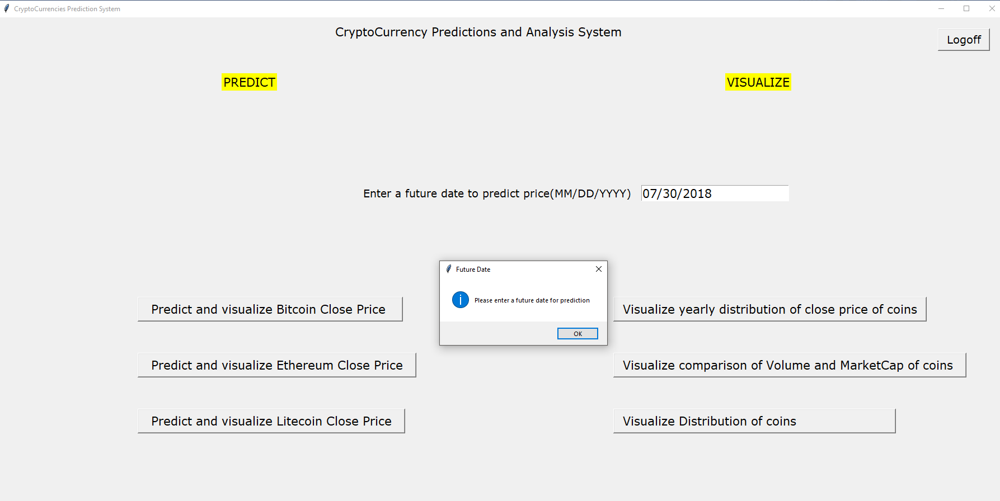 CryptoCurrencies Prediction System
CryptoCurrency Predictions and Analysis System
Logoff
PREDICT
VISUALIZE
Enter a future date to predict price(MM/DD/YYYY)
07/30/2018
Future Date
Please enter a future date for prediction
OK
Predict and visualize Bitcoin Close Price
Visualize yearly distribution of close price of coins
Predict and visualize Ethereum Close Price
Visualize comparison of Volume and MarketCap of coins
Predict and visualize Litecoin Close Price
Visualize Distribution of coins